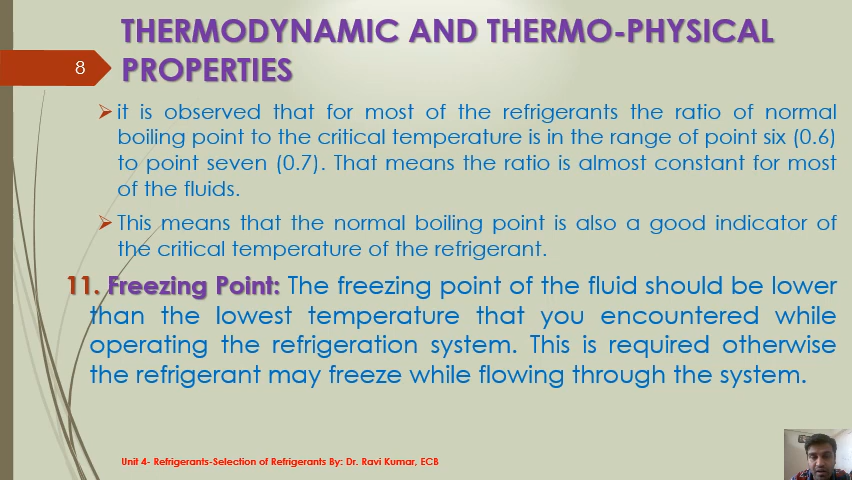 THERMODYNAMIC AND THERMO-PHYSICAL
PROPERTIES
8
it is observed that for most of the refrigerants the ratio of normal
boiling point to the critical temperature is in the range of point six (0.6)
to point seven (0.7). That means the ratio is almost constant for most
of the fluids.
This means that the normal boiling point is also a good indicator of
the critical temperature of the refrigerant.
11. Freezing Point: The freezing point of the fluid should be lower
than the lowest temperature that you encountered while
operating the refrigeration system. This is required otherwise
the refrigerant may freeze while flowing through the system.
Unit 4- Refrigerants-Selection of Refrigerants By: Dr. Ravi Kumar, ECB